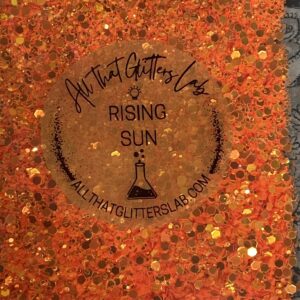 All That Glitters Lab
RISING
SUN
ALLTHATGLITTERSLAB.COM